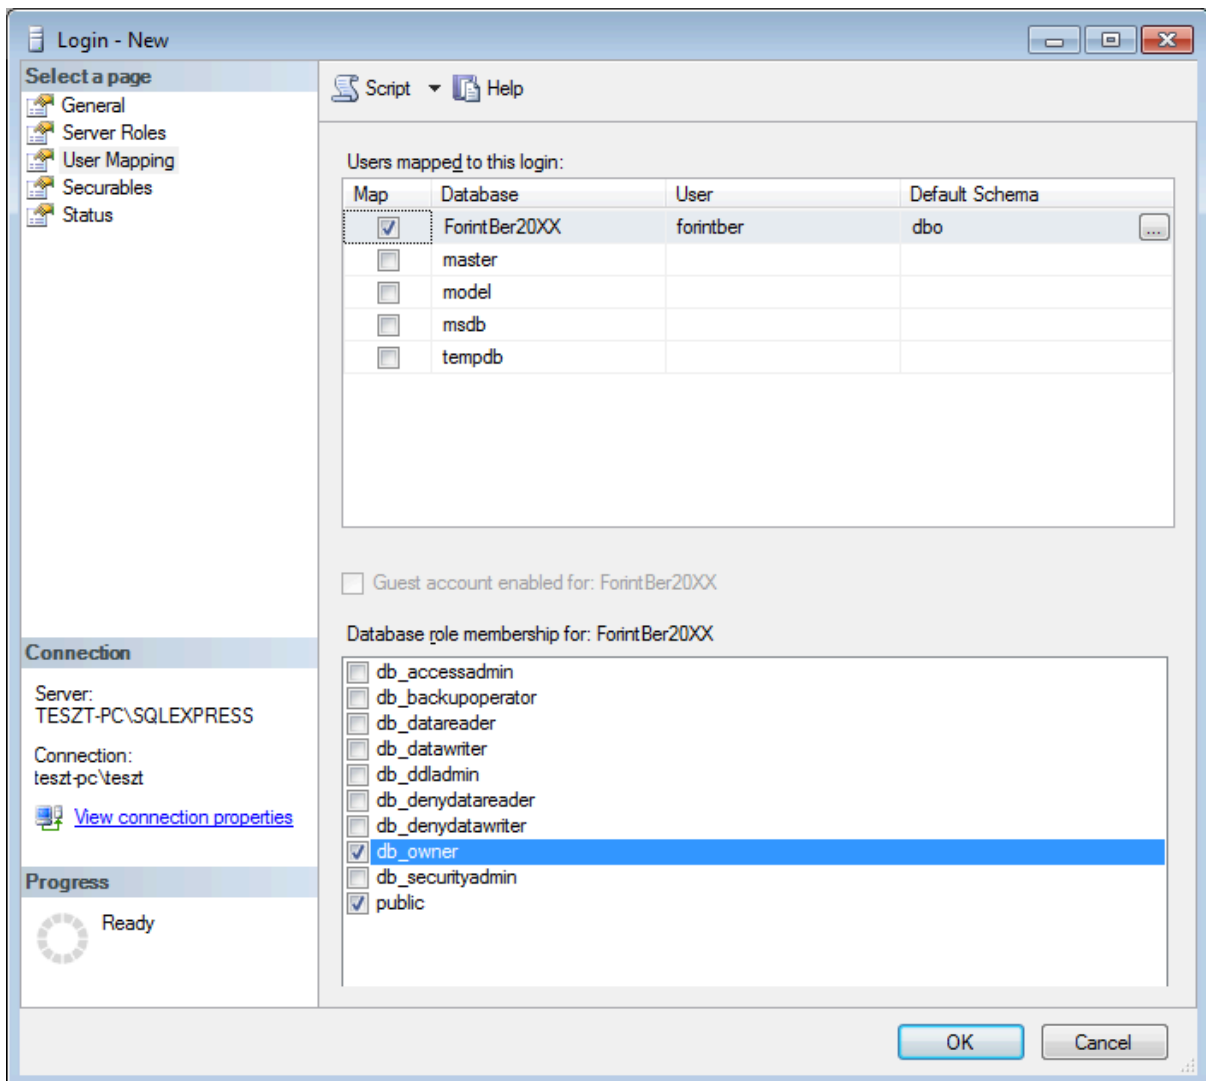 Login - New
Select a page
General
Server Roles
User Mapping
Securables
Status
Script Help
Users mapped to this login:
Map Database User Default Schema
ForintBer20XX forintber dbo ...
master
model
msdb
tempdb
Guest account enabled for: ForintBer20XX
Database role membership for: ForintBer20XX
db_accessadmin
db_backupoperator
db_datareader
db_datawriter
db_ddladmin
db_denydatareader
db_denydatawriter
db_owner
db_securityadmin
public
Connection
Server:
TESZT-PC\SQLEXPRESS
Connection:
teszt-pc\teszt
View connection properties
Progress
Ready
OK Cancel